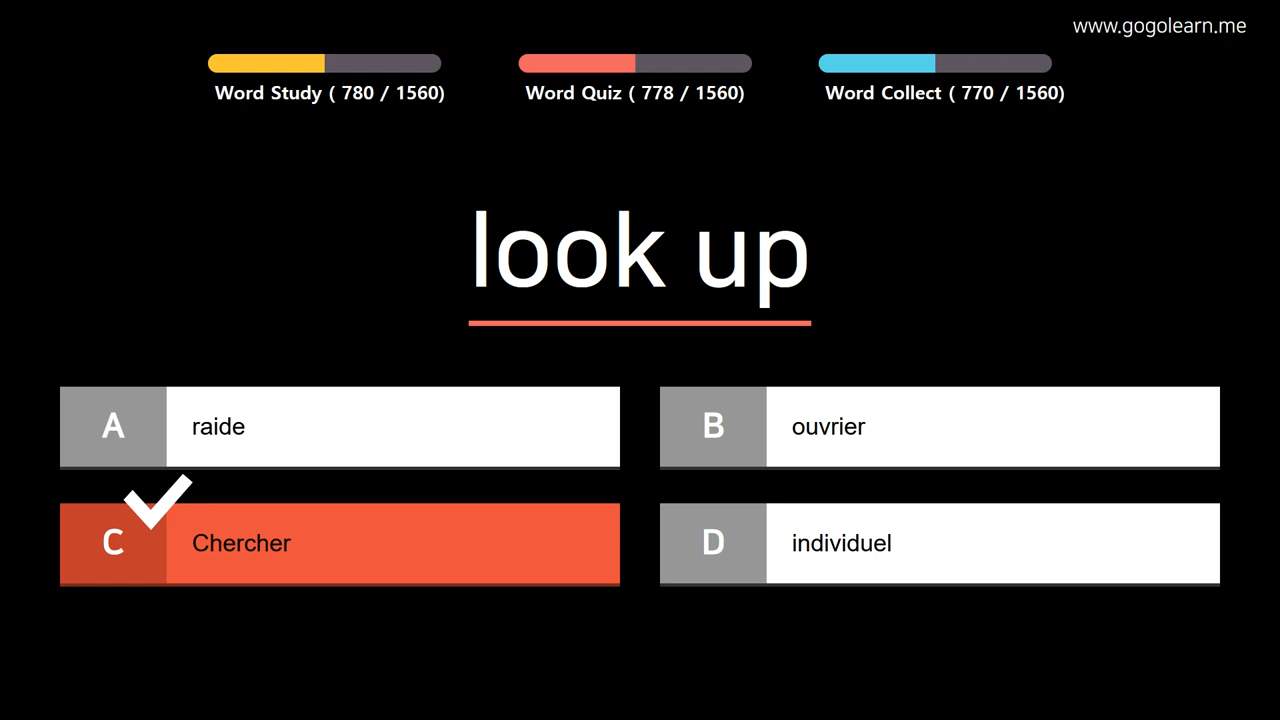 www.gogolearn.me
Word Study ( 780 / 1560)
Word Quiz ( 778 / 1560)
Word Collect ( 770 / 1560)
look up
A raide
B ouvrier
C Chercher
D individuel